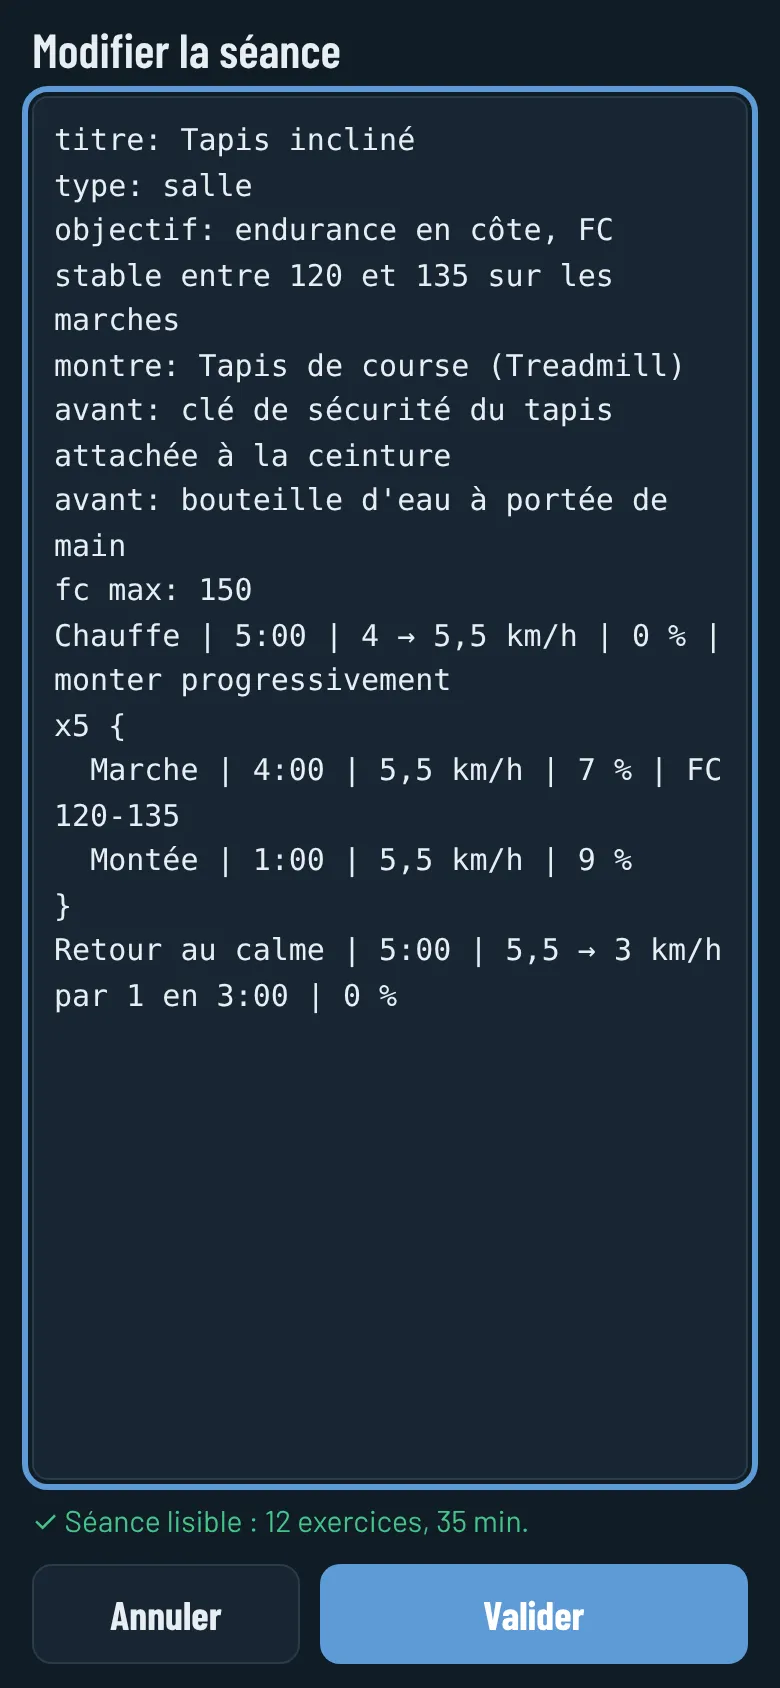 Modifier la séance
titre: Tapis incliné
type: salle
objectif: endurance en côte, FC
stable entre 120 et 135 sur les
marches
montre: Tapis de course (Treadmill)
avant: clé de sécurité du tapis
attachée à la ceinture
avant: bouteille d'eau à portée de
main
fc max: 150
Chauffe | 5:00 | 4 → 5,5 km/h | 0 % |
monter progressivement
x5 {
  Marche | 4:00 | 5,5 km/h | 7 % | FC
120-135
  Montée | 1:00 | 5,5 km/h | 9 %
}
Retour au calme | 5:00 | 5,5 → 3 km/h
par 1 en 3:00 | 0 %
✓ Séance lisible : 12 exercices, 35 min.
Annuler
Valider